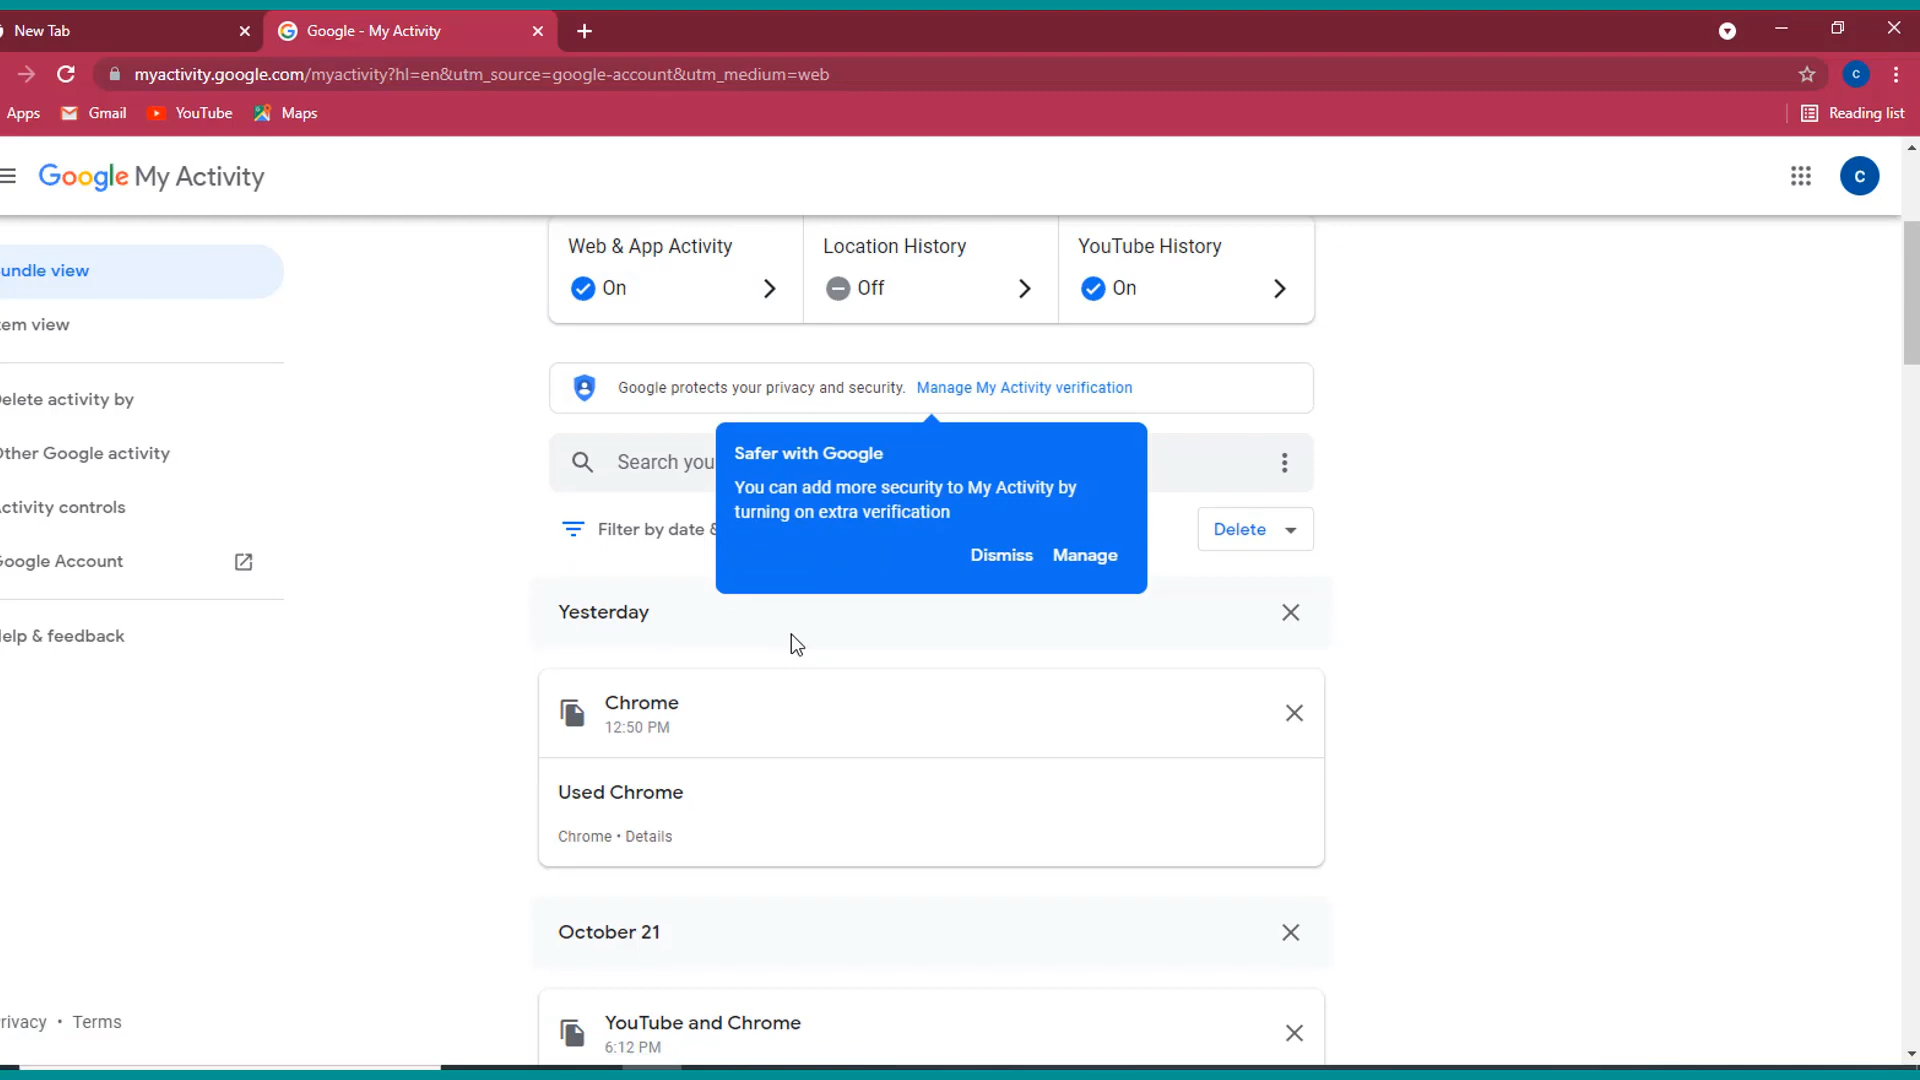 New Tab
Google - My Activity
myactivity.google.com/myactivity?hl=en&utm_source=google-account&utm_medium=web
C
Apps
Gmail
YouTube
Maps
Reading list
Google My Activity
C
Web & App Activity
On
Location History
Off
YouTube History
On
undle view
tem view
elete activity by
Other Google activity
ctivity controls
Google Account
elp & feedback
Google protects your privacy and security. Manage My Activity verification
Search you
Safer with Google
You can add more security to My Activity by
turning on extra verification
Dismiss Manage
Filter by date &
Delete
Yesterday
Chrome
12:50 PM
Used Chrome
Chrome • Details
October 21
YouTube and Chrome
6:12 PM
rivacy • Terms